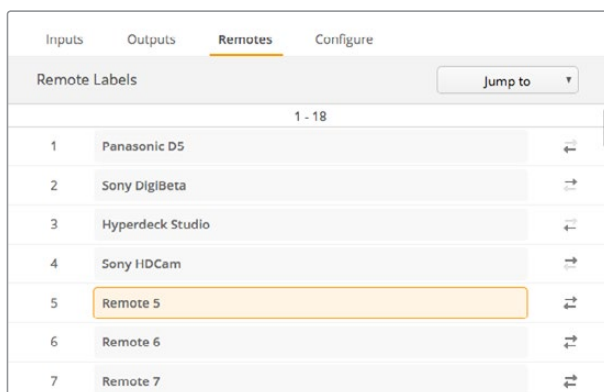 Inputs Outputs Remotes Configure
Remote Labels Jump to
1 - 18
1 Panasonic D5
2 Sony DigiBeta
3 Hyperdeck Studio
4 Sony HDCam
5 Remote 5
6 Remote 6
7 Remote 7